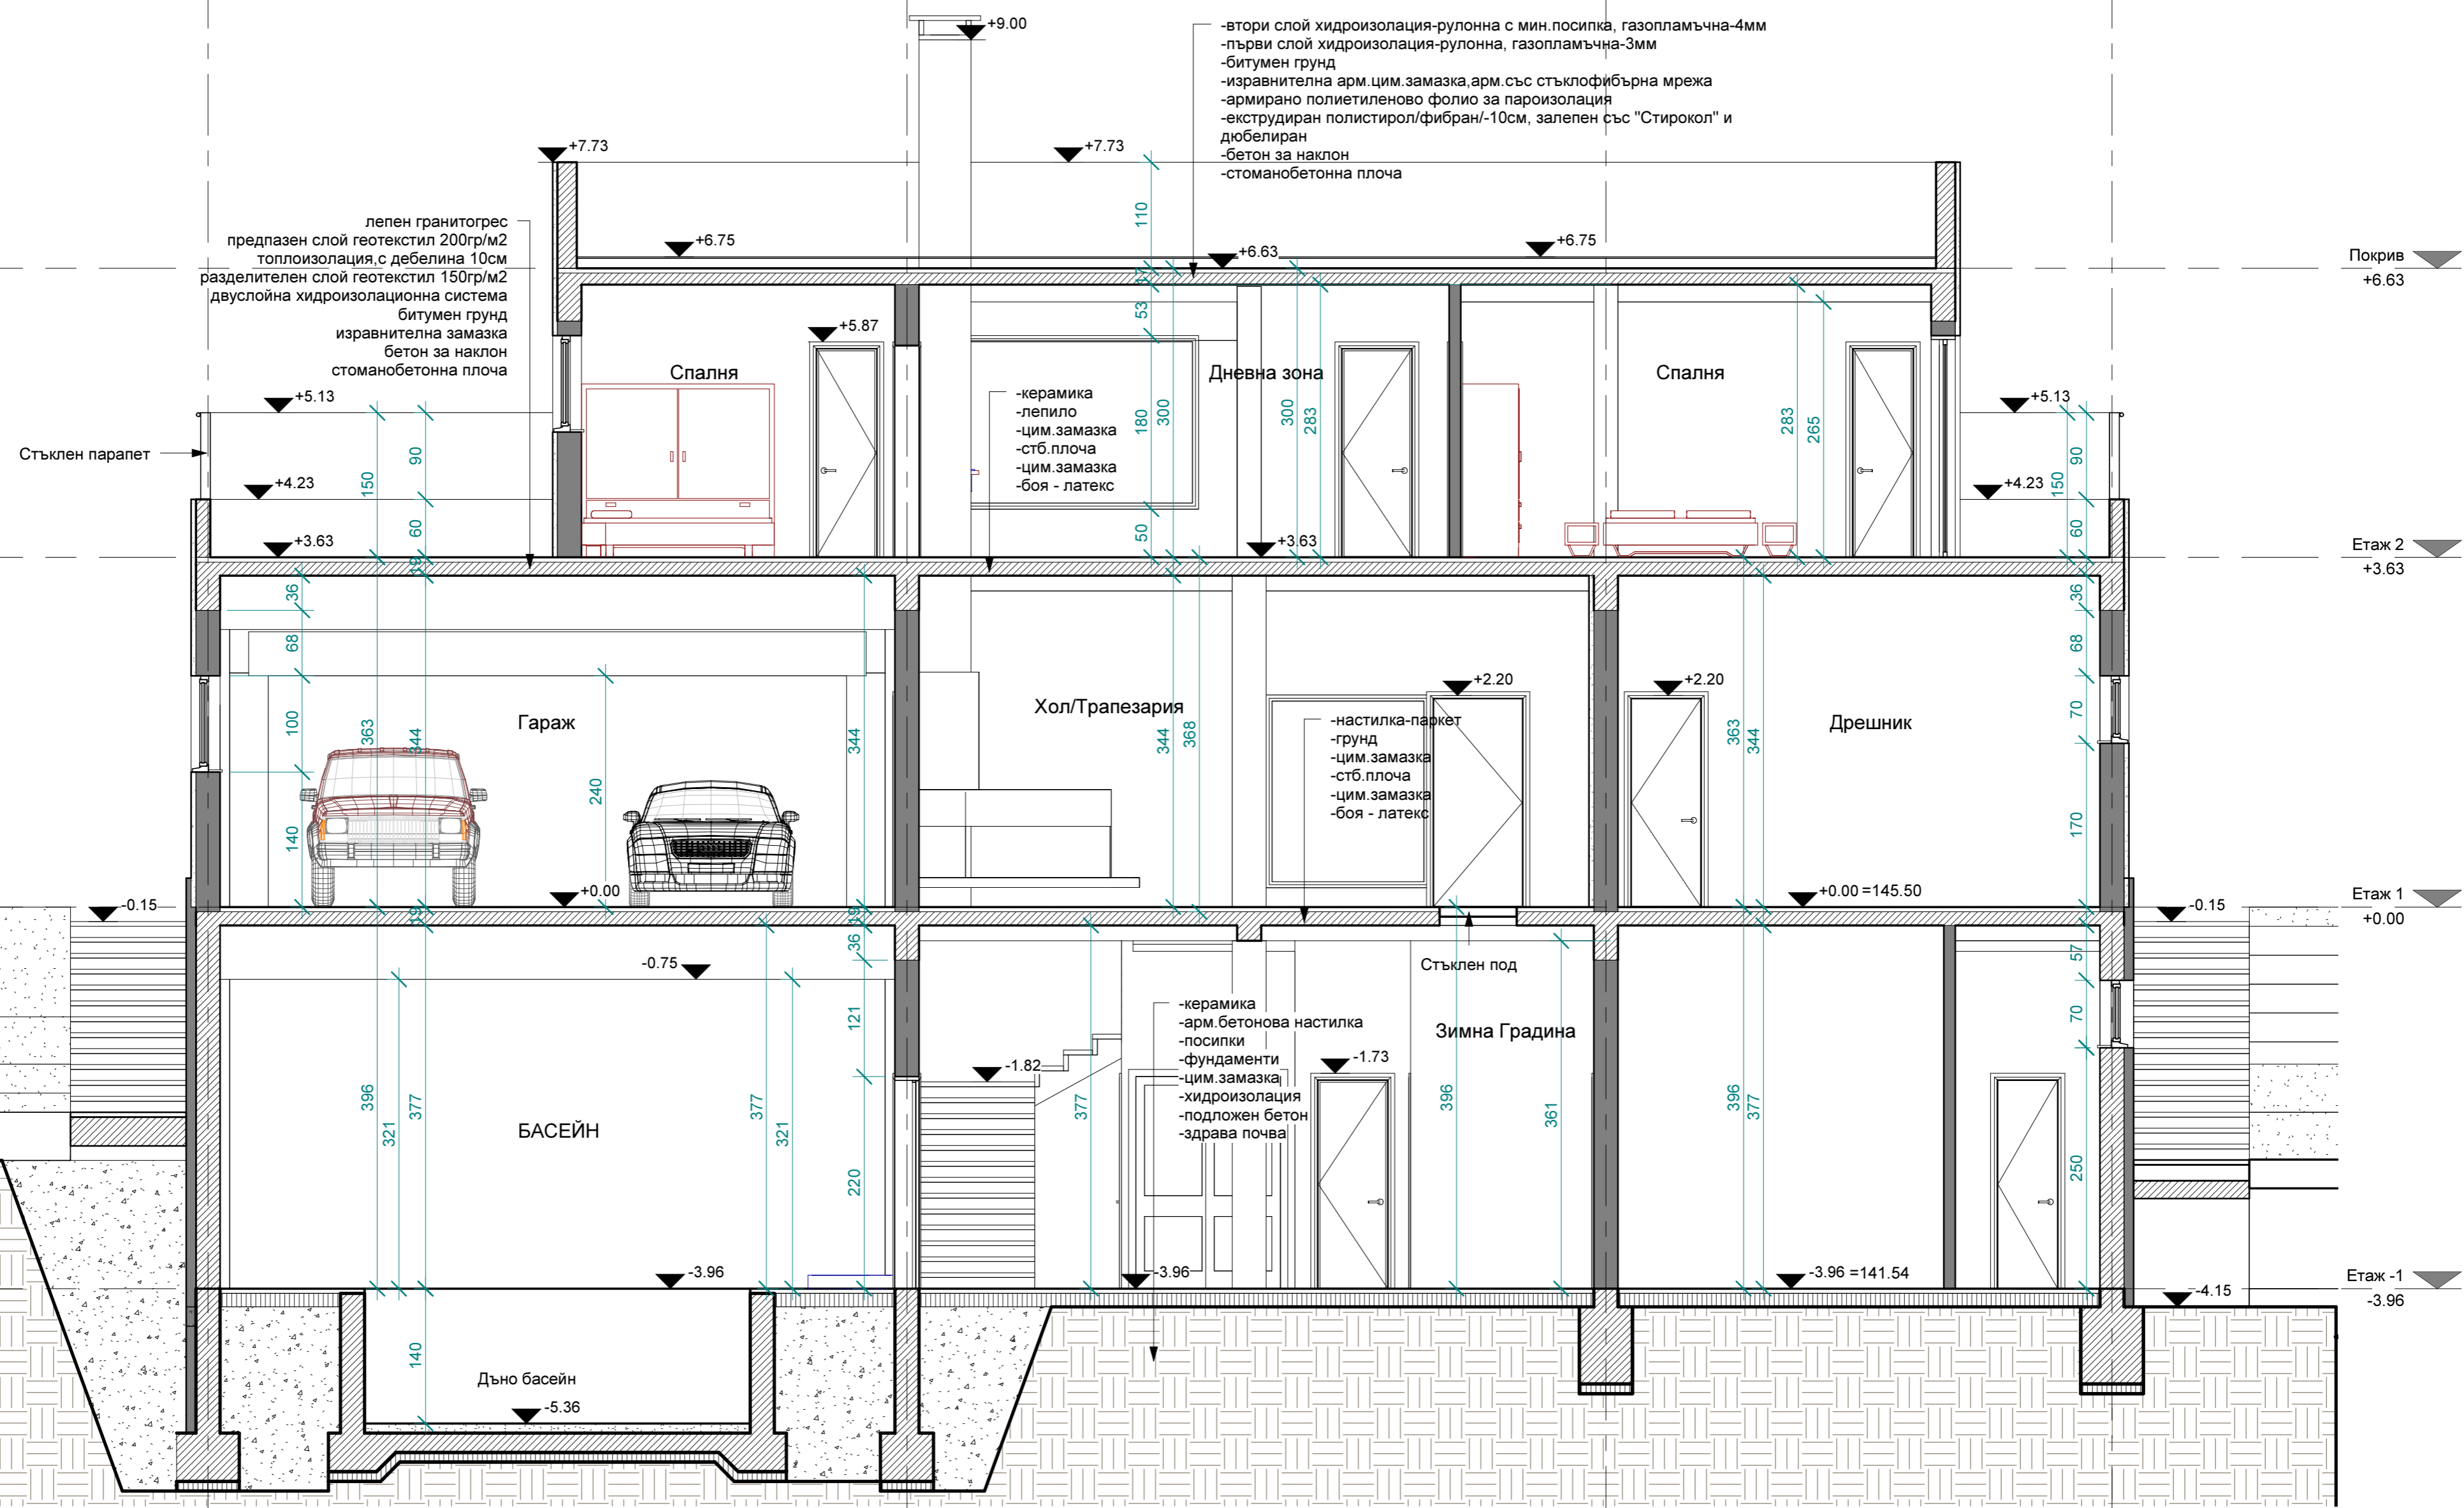 +9.00
-втори слой хидроизолация-рулонна с мин.посипка, газопламъчна-4мм
-първи слой хидроизолация-рулонна, газопламъчна-3мм
-битумен грунд
-изравнителна арм.цим.замазка,арм.със стъклофибърна мрежа
-армирано полиетиленово фолио за пароизолация
-екструдиран полистирол/фибран/-10см, залепен със "Стирокол" и
дюбелиран
-бетон за наклон
-стоманобетонна плоча
+7.73
+7.73
110
лепен гранитогрес
предпазен слой геотекстил 200гр/м2
топлоизолация,с дебелина 10см
разделителен слой геотекстил 150гр/м2
двуслойна хидроизолационна система
битумен грунд
изравнителна замазка
бетон за наклон
стоманобетонна плоча
+6.75
+6.63
+6.75
Покрив
+6.63
17
53
+5.87
Спалня
Дневна зона
Спалня
-керамика
-лепило
-цим.замазка
-стб.плоча
-цим.замазка
-боя - латекс
180
300
300
283
283
265
50
+5.13
+5.13
Стъклен парапет
150
90
150
90
+4.23
+4.23
60
60
+3.63
+3.63
Етаж 2
+3.63
19
36
36
68
68
Гараж
Хол/Трапезария
Дрешник
+2.20
+2.20
-настилка-паркет
-грунд
-цим.замазка
-стб.плоча
-цим.замазка
-боя - латекс
100
363
344
240
344
344
368
363
344
70
140
170
+0.00
+0.00 =145.50
Етаж 1
+0.00
-0.15
-0.15
19
19
36
57
-0.75
Стъклен под
-керамика
-арм.бетонова настилка
-посипки
-фундаменти
-цим.замазка
-хидроизолация
-подложен бетон
-здрава почва
Зимна Градина
121
70
-1.82
-1.73
396
321
377
377
321
377
396
361
396
377
БАСЕЙН
220
250
-3.96
-3.96
-3.96 =141.54
Етаж -1
-3.96
-4.15
140
Дъно басейн
-5.36